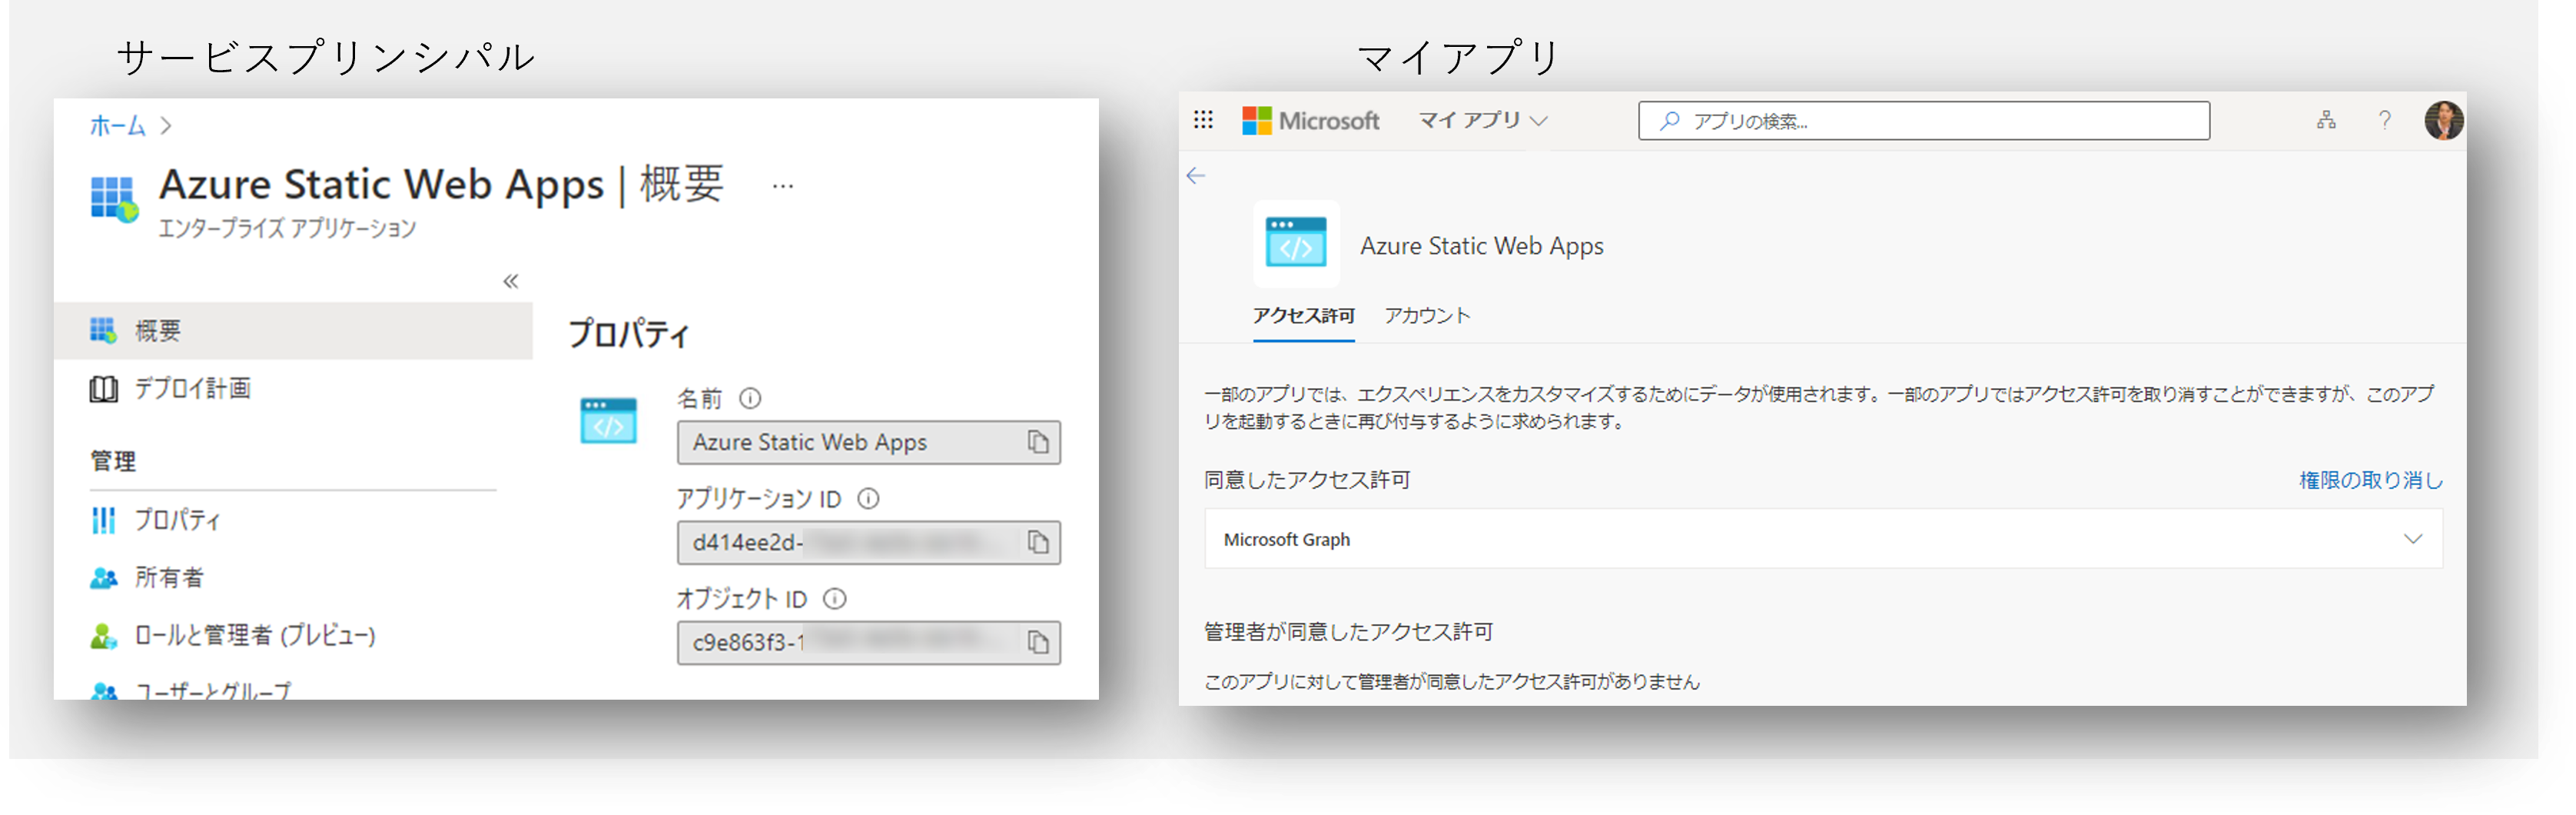 サービスプリンシパル
ホーム
Azure Static Web Apps | 概要 ...
エンタープライズ アプリケーション
概要
デプロイ計画
管理
プロパティ
所有者
ロールと管理者 (プレビュー)
ユーザーとグループ
プロパティ
名前
Azure Static Web Apps
アプリケーション ID
d414ee2d-
オブジェクト ID
c9e863f3-1
マイアプリ
Microsoft マイ アプリ
アプリの検索...
Azure Static Web Apps
アクセス許可 アカウント
一部のアプリでは、エクスペリエンスをカスタマイズするためにデータが使用されます。一部のアプリではアクセス許可を取り消すことができますが、このアプ
リを起動するときに再び付与するように求められます。
同意したアクセス許可 権限の取り消し
Microsoft Graph
管理者が同意したアクセス許可
このアプリに対して管理者が同意したアクセス許可がありません